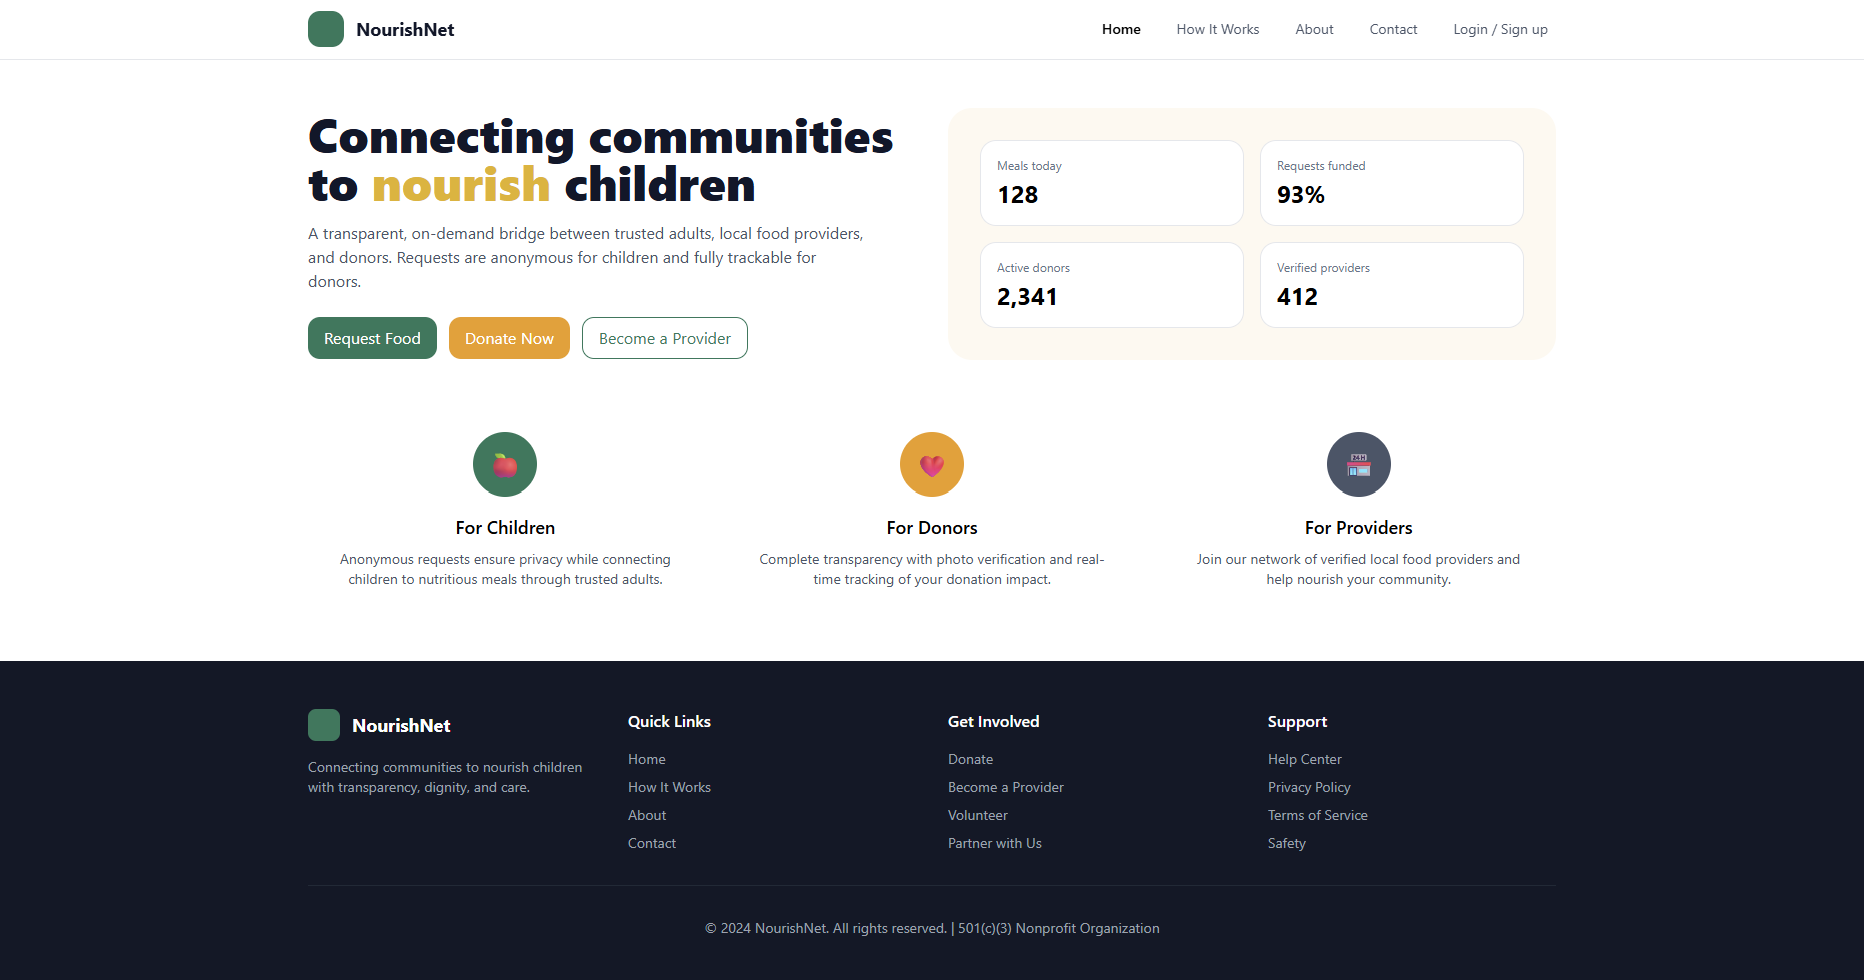 NourishNet
Home
How It Works
About
Contact
Login / Sign up
Connecting communities
to nourish children
A transparent, on-demand bridge between trusted adults, local food providers,
and donors. Requests are anonymous for children and fully trackable for
donors.
Request Food
Donate Now
Become a Provider
Meals today
128
Requests funded
93%
Active donors
2,341
Verified providers
412
24H
For Children
Anonymous requests ensure privacy while connecting
children to nutritious meals through trusted adults.
For Donors
Complete transparency with photo verification and real-
time tracking of your donation impact.
For Providers
Join our network of verified local food providers and
help nourish your community.
NourishNet
Connecting communities to nourish children
with transparency, dignity, and care.
Quick Links
Home
How It Works
About
Contact
Get Involved
Donate
Become a Provider
Volunteer
Partner with Us
Support
Help Center
Privacy Policy
Terms of Service
Safety
© 2024 NourishNet. All rights reserved. | 501(c)(3) Nonprofit Organization